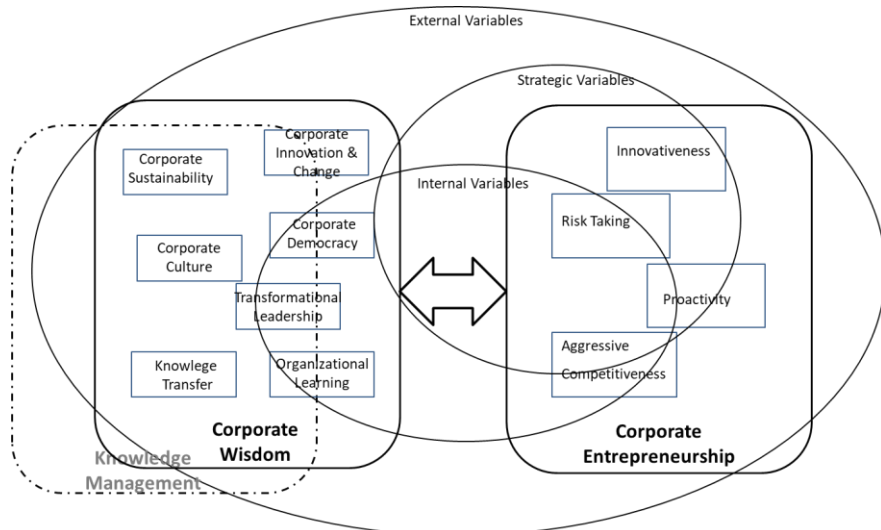 External Variables
Strategic Variables
Corporate
Innovation &
Change
Corporate
Sustainability
Innovativeness
Internal Variables
Corporate
Democracy
Risk Taking
Corporate
Culture
Transformational
Leadership
Proactivity
Aggressive
Competitiveness
Knowlege
Transfer
Organizational
Learning
Corporate
Wisdom
Corporate
Entrepreneurship
Knowledge
Management